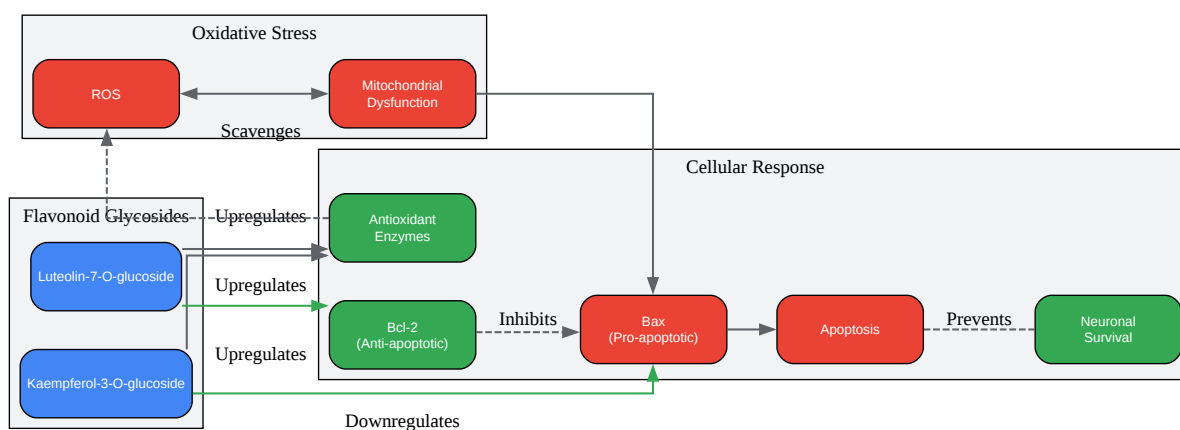 Oxidative Stress
ROS
Mitochondrial
Dysfunction
Scavenges
Cellular Response
Flavonoid Glycosides
Upregulates
Antioxidant
Enzymes
Luteolin-7-O-glucoside
Upregulates
Bcl-2
(Anti-apoptotic)
Inhibits
Bax
(Pro-apoptotic)
Apoptosis
Prevents
Neuronal
Survival
Upregulates
Kaempferol-3-O-glucoside
Downregulates